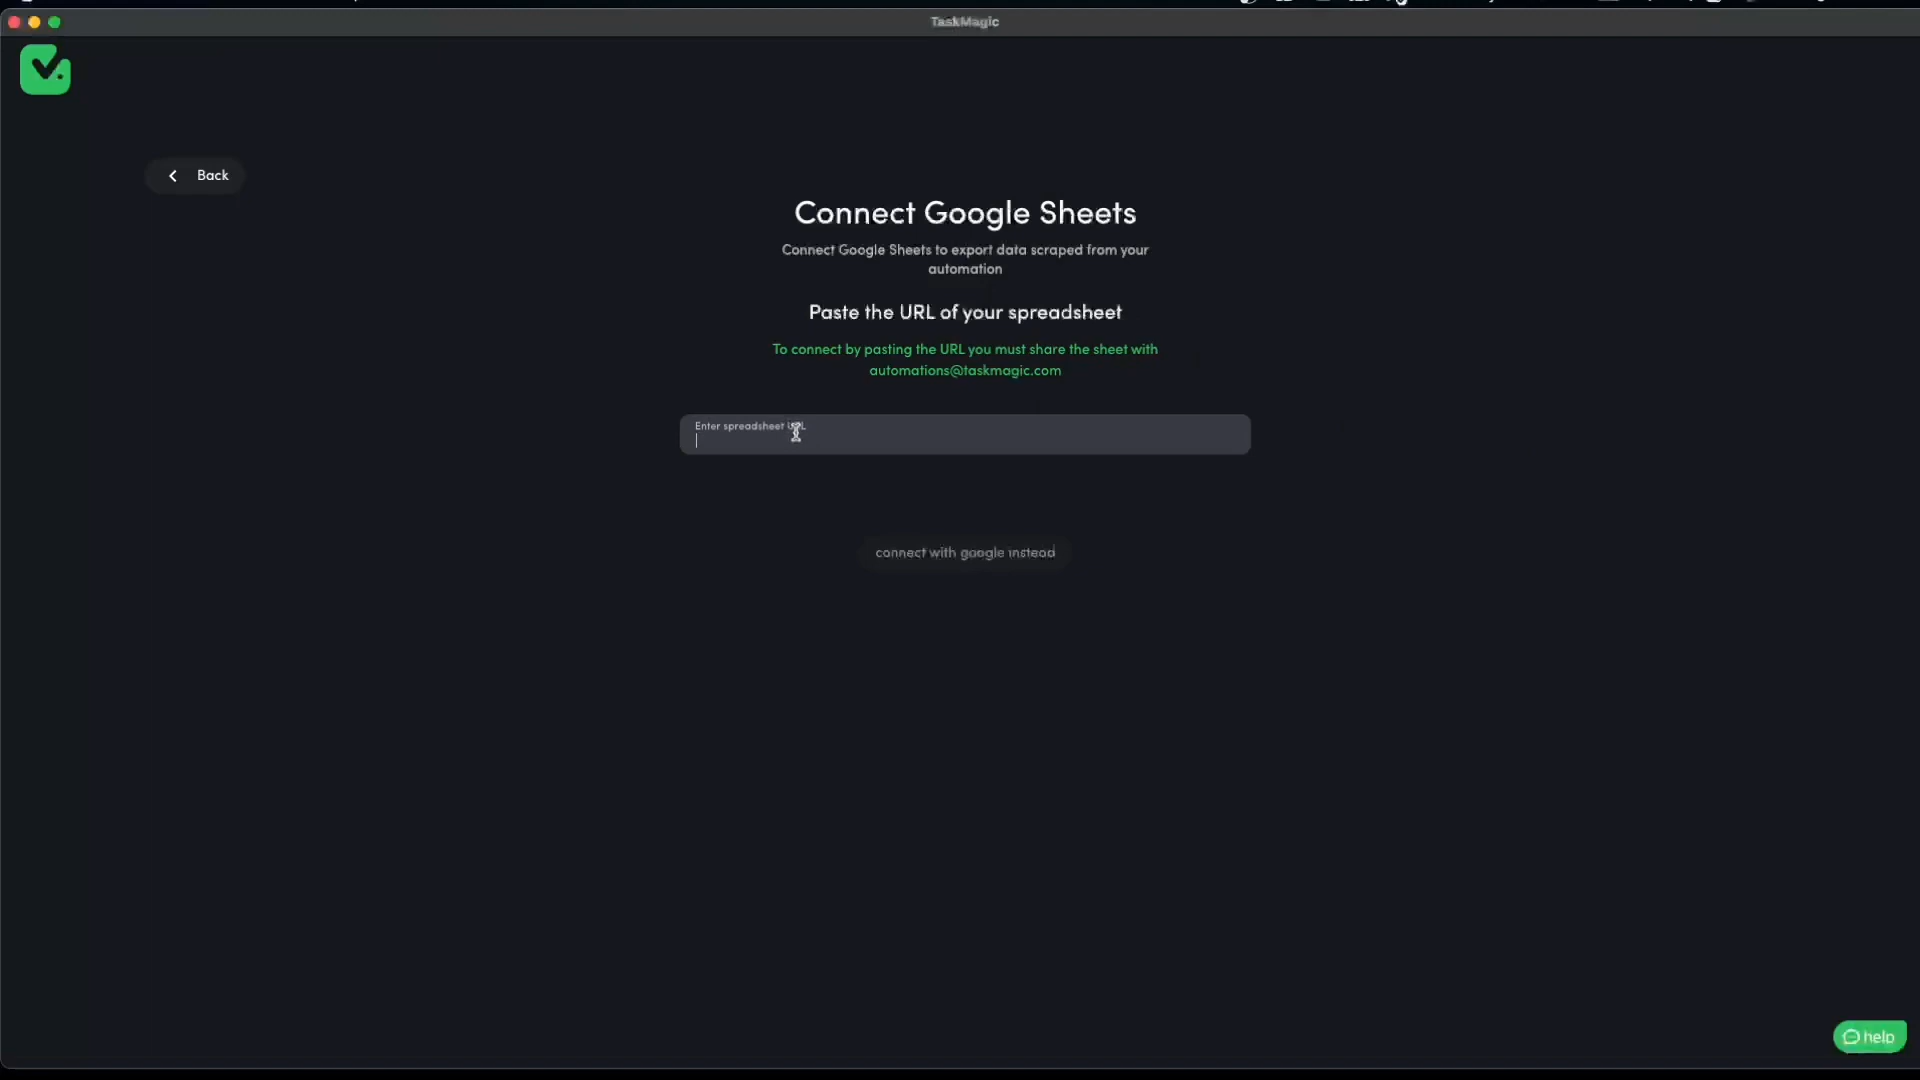 TaskMagic
Back
Connect Google Sheets
Connect Google Sheets to export data scraped from your
automation
Paste the URL of your spreadsheet
To connect by pasting the URL you must share the sheet with
automations@taskmagic.com
Enter spreadsheet URL
connect with google instead
help